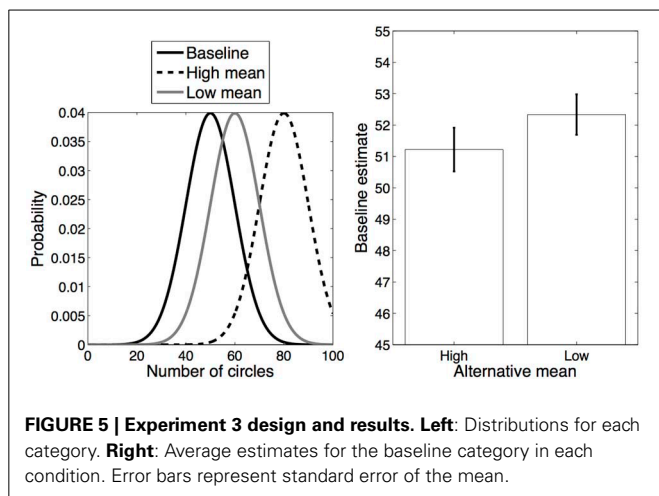 Baseline
High mean
Low mean
0.04
0.035
0.03
0.025
0.02
0.015
0.01
0.005
0
Probability
0 20 40 60 80 100
Number of circles
55
54
53
52
51
50
49
48
47
46
45
Baseline estimate
High Low
Alternative mean
FIGURE 5 | Experiment 3 design and results. Left: Distributions for each
category. Right: Average estimates for the baseline category in each
condition. Error bars represent standard error of the mean.